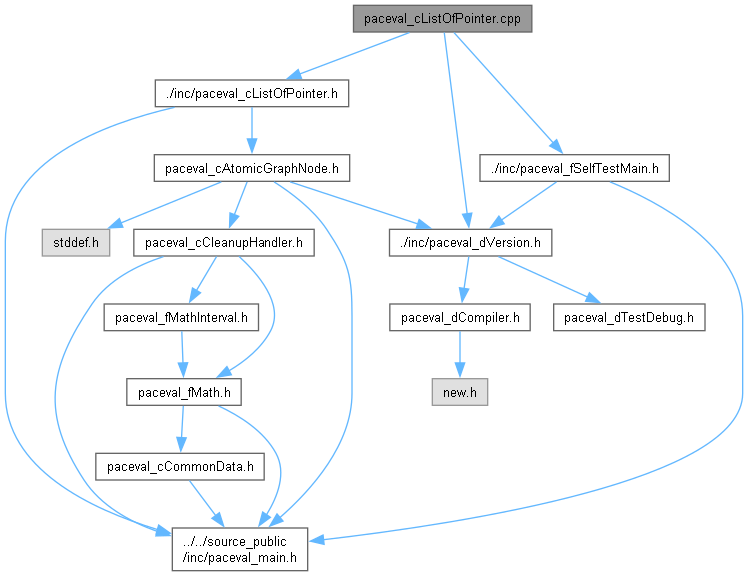 paceval_cListOfPointer.cpp
./inc/paceval_cListOfPointer.h
paceval_cAtomicGraphNode.h
./inc/paceval_fSelfTestMain.h
stddef.h
paceval_cCleanupHandler.h
./inc/paceval_dVersion.h
paceval_fMathInterval.h
paceval_dCompiler.h
paceval_dTestDebug.h
paceval_fMath.h
new.h
paceval_cCommonData.h
../../source_public
/inc/paceval_main.h